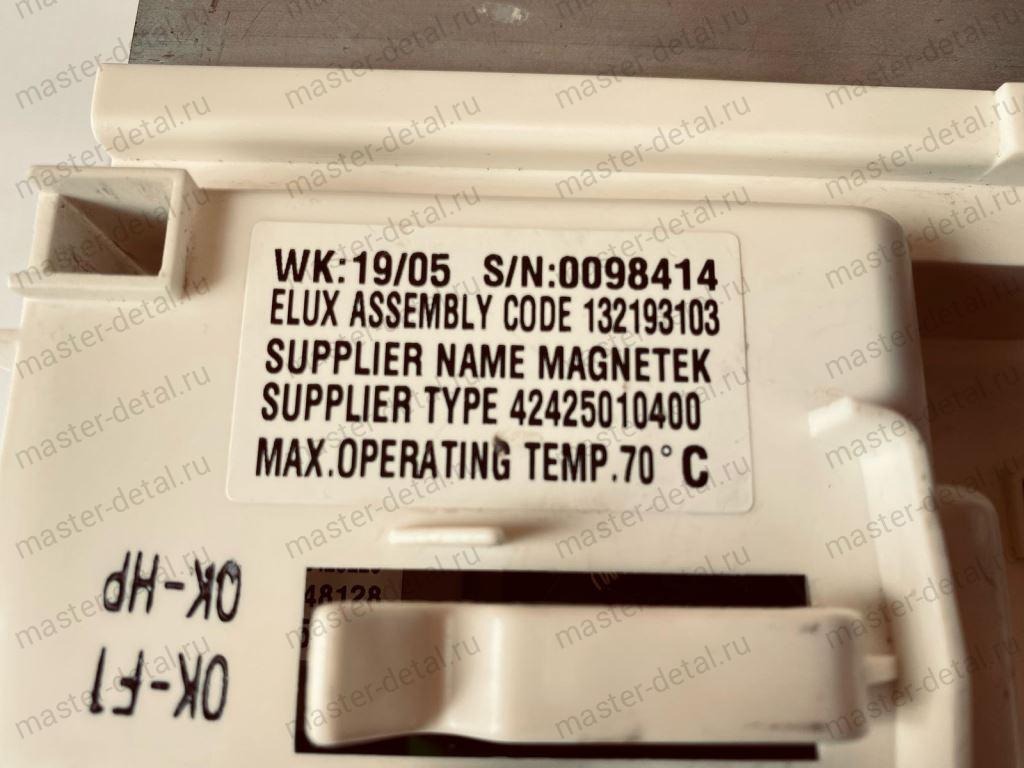 WK:19/05 S/N:0098414
ELUX ASSEMBLY CODE 132193103
SUPPLIER NAME MAGNETEK
SUPPLIER TYPE 42425010400
MAX.OPERATING TEMP.70°C
OK-Hp
OK-F1
48128
master-detal.ru